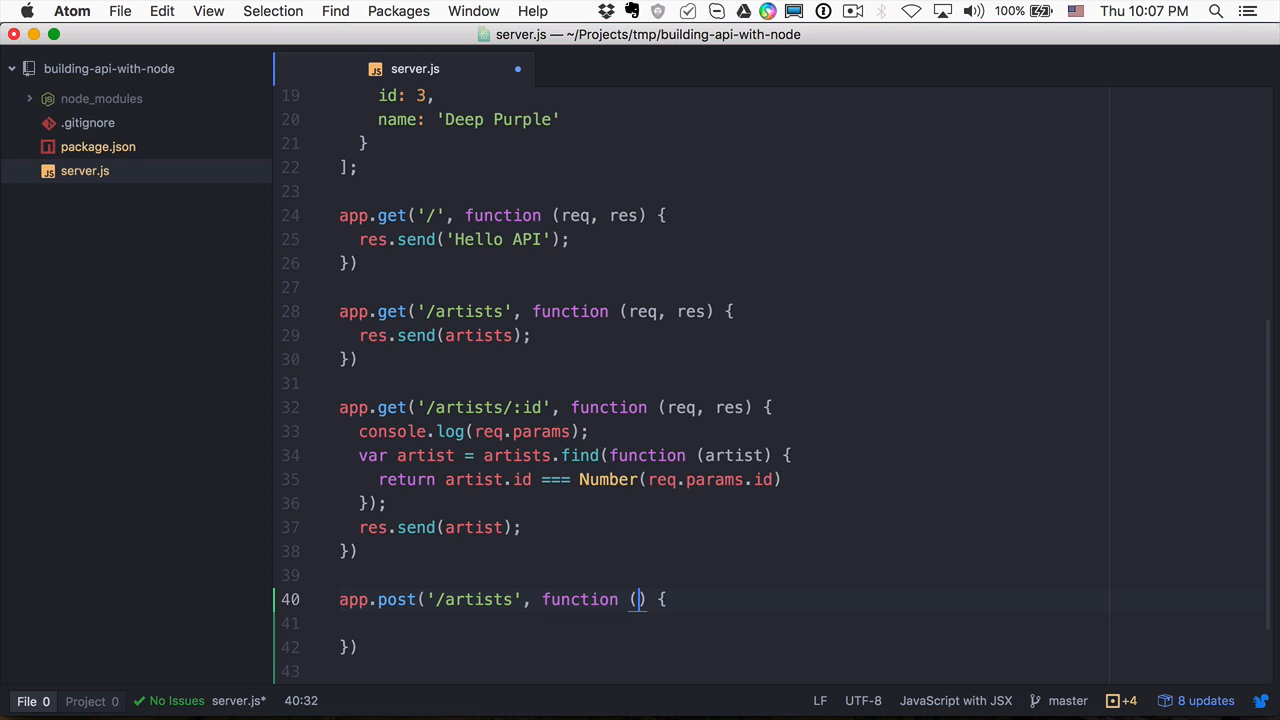 Atom File Edit View Selection Find Packages Window Help 100% Thu 10:07 PM
server.js — ~/Projects/tmp/building-api-with-node
building-api-with-node
node_modules
.gitignore
package.json
server.js
server.js
19 id: 3,
20 name: 'Deep Purple'
21 }
22 ];
23
24 app.get('/', function (req, res) {
25 res.send('Hello API');
26 })
27
28 app.get('/artists', function (req, res) {
29 res.send(artists);
30 })
31
32 app.get('/artists/:id', function (req, res) {
33 console.log(req.params);
34 var artist = artists.find(function (artist) {
35 return artist.id === Number(req.params.id)
36 });
37 res.send(artist);
38 })
39
40 app.post('/artists', function () {
41
42 })
43
File 0 Project 0 No Issues server.js* 40:32 LF UTF-8 JavaScript with JSX master +4 8 updates